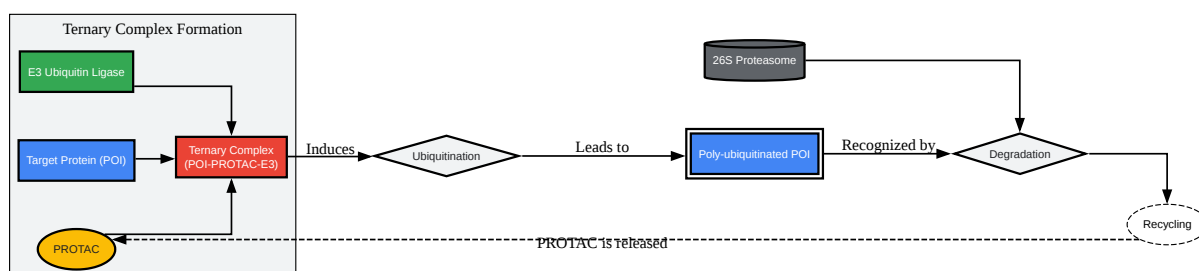 Ternary Complex Formation
E3 Ubiquitin Ligase
26S Proteasome
Target Protein (POI)
Ternary Complex
(POI-PROTAC-E3)
Induces
Ubiquitination
Leads to
Poly-ubiquitinated POI
Recognized by
Degradation
PROTAC
PROTAC is released
Recycling